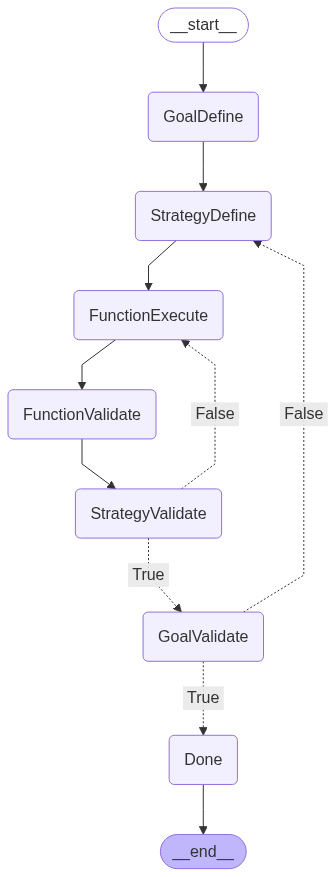 __start__
GoalDefine
StrategyDefine
FunctionExecute
FunctionValidate
False
False
StrategyValidate
True
GoalValidate
True
Done
__end__